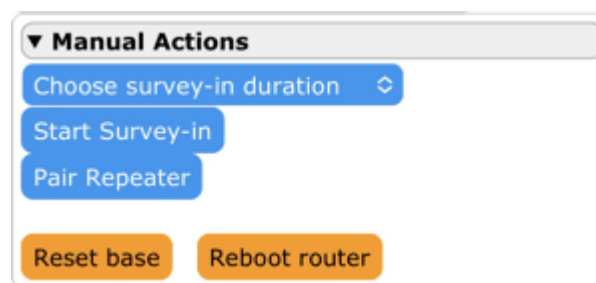 Manual Actions
Choose survey-in duration
Start Survey-in
Pair Repeater
Reset base Reboot router